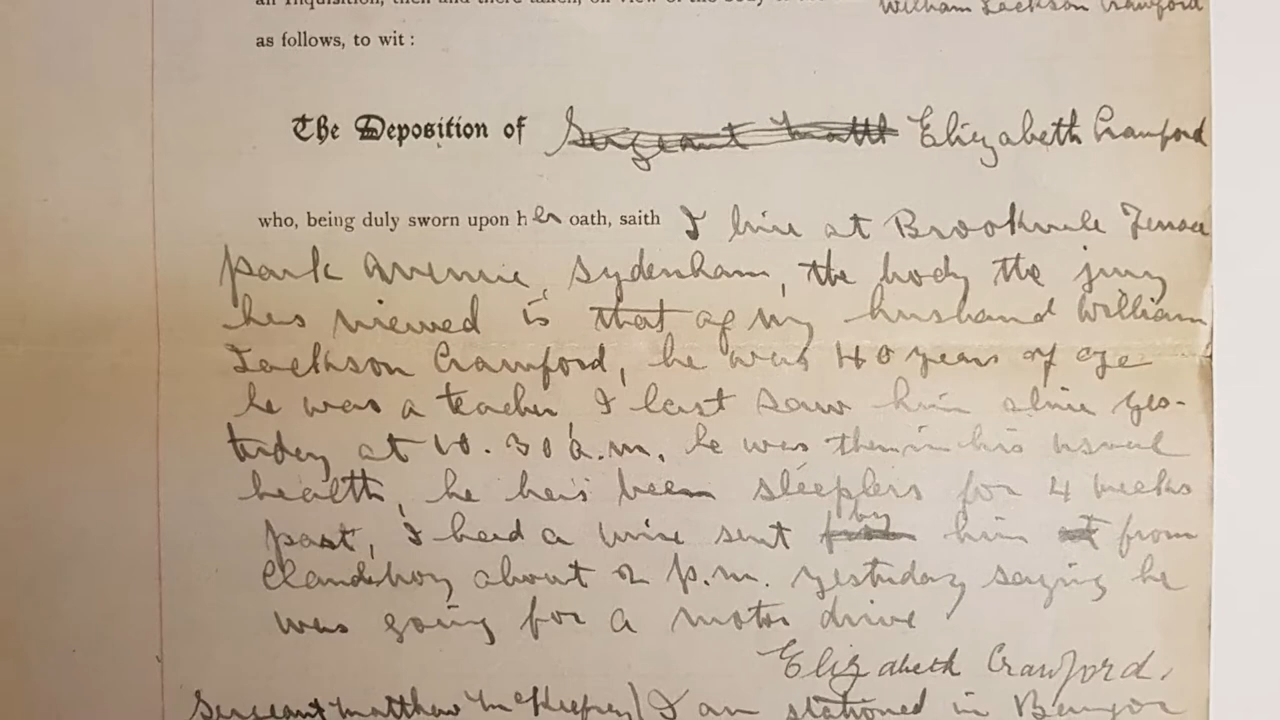 an Inquisition, then and there taken, on view of the body of William Jackson Crawford
as follows, to wit :
The Deposition of Sergeant Matth Elizabeth Crawford
who, being duly sworn upon her oath, saith I live at Brookvale Terrace
park Avenue, Sydenham, the body the jury
has viewed is that of my husband William
Jackson Crawford, he was 40 years of age
he was a teacher, I last saw him alive yes-
terday at 10.30 a.m. he was then in his usual
health, he has been sleepless for 4 weeks
past, I had a wire sent by him from
Clandeboy about 2 p.m. yesterday saying he
was going for a motor drive
Elizabeth Crawford,
Sergeant Matthew McKeefrey) I am stationed in Bangor